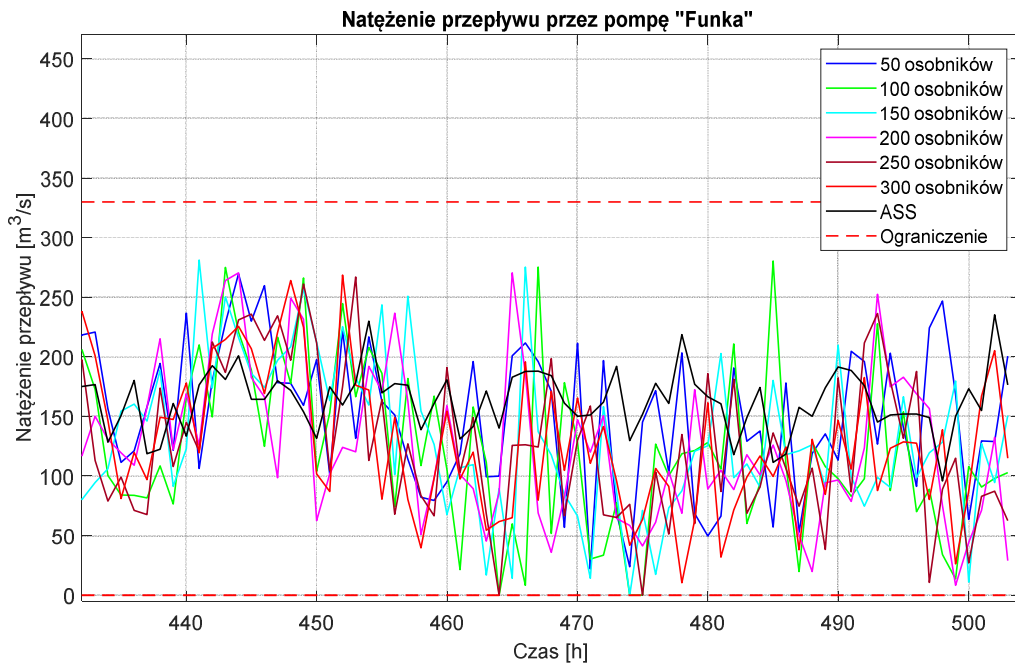 Natężenie przepływu przez pompę "Funka"
Natężenie przepływu [m³/s]
450
400
350
300
250
200
150
100
50
0
50 osobników
100 osobników
150 osobników
200 osobników
250 osobników
300 osobników
ASS
Ograniczenie
440
450
460
470
480
490
500
Czas [h]